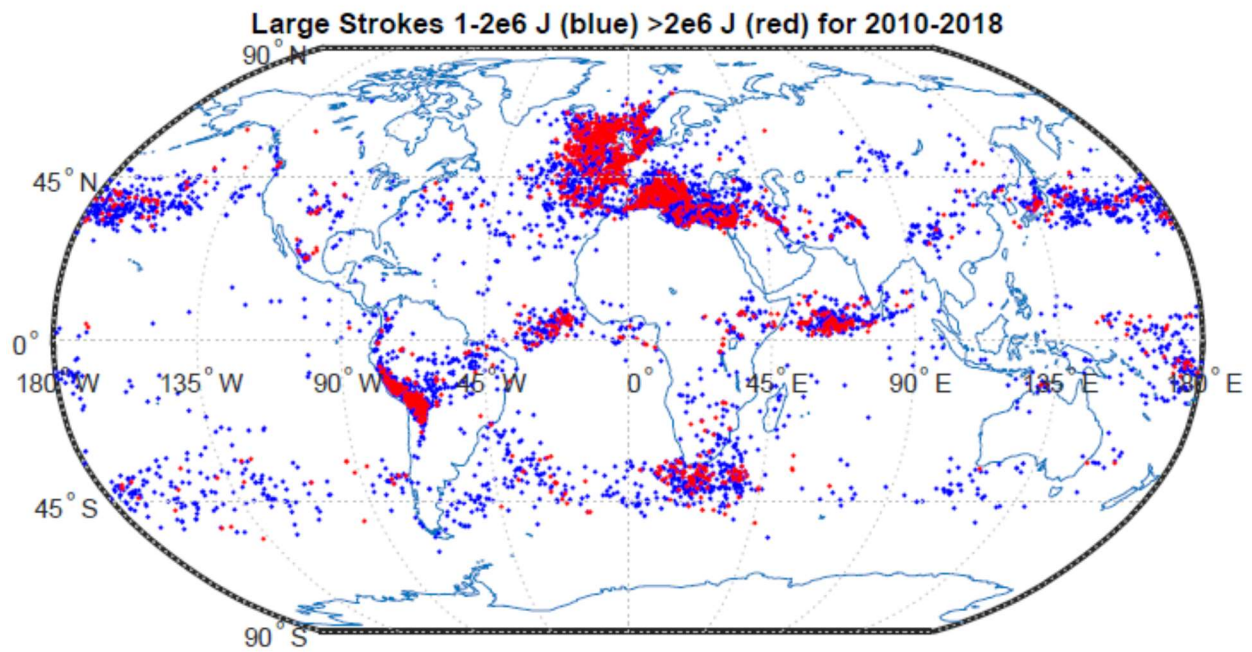 Large Strokes 1-2e6 J (blue) >2e6 J (red) for 2010-2018
90° N
45° N
0°
180° W 135° W 90° W 45° W 0° 45° E 90° E 135° E 180° E
45° S
90° S